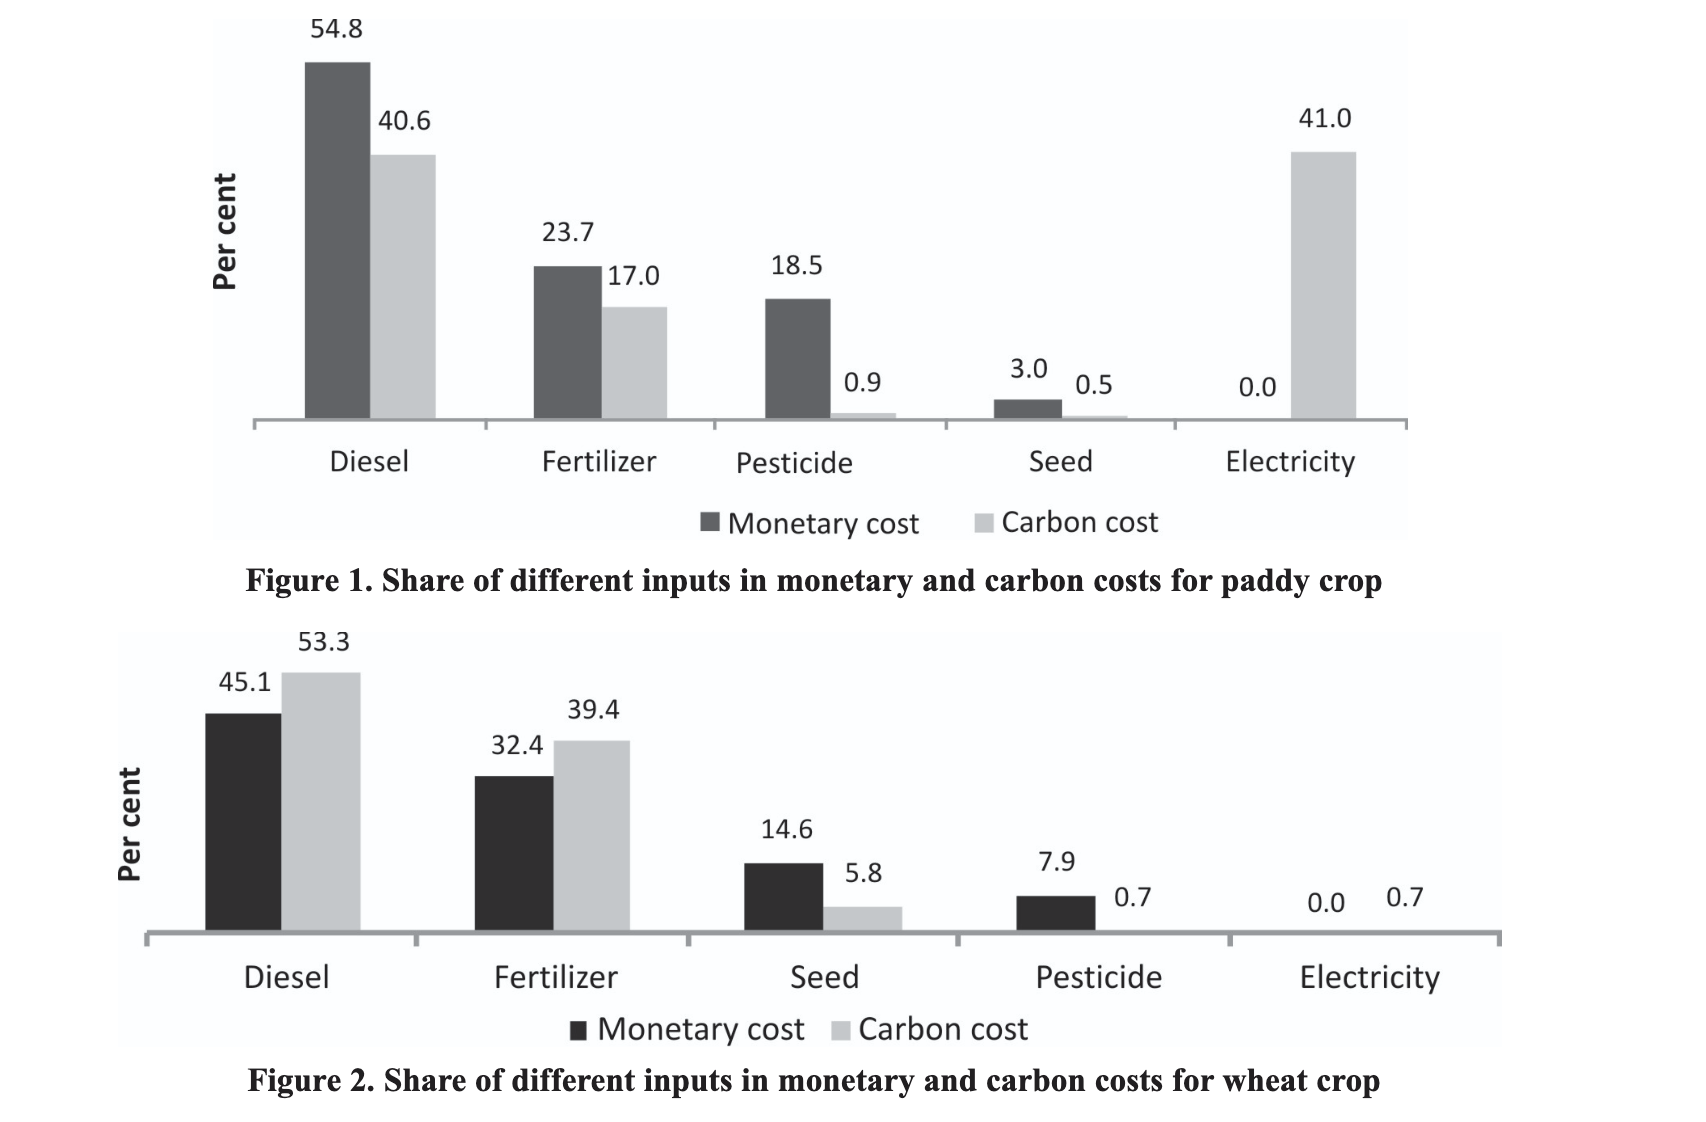 54.8
40.6
41.0
23.7
17.0
18.5
0.9
3.0
0.5
0.0
Per cent
Diesel Fertilizer Pesticide Seed Electricity
Monetary cost Carbon cost
Figure 1. Share of different inputs in monetary and carbon costs for paddy crop
53.3
45.1
39.4
32.4
14.6
5.8
7.9
0.7
0.0
0.7
Per cent
Diesel Fertilizer Seed Pesticide Electricity
Monetary cost Carbon cost
Figure 2. Share of different inputs in monetary and carbon costs for wheat crop